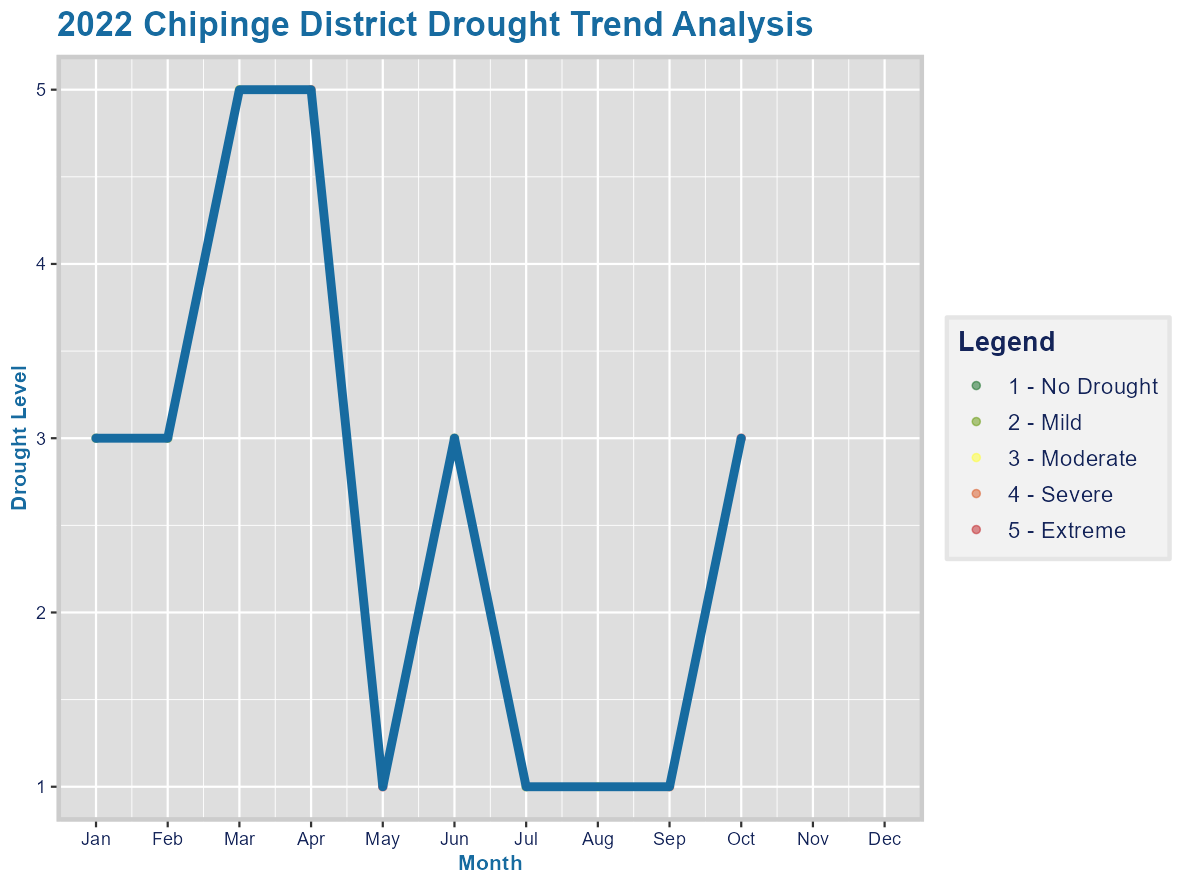 2022 Chipinge District Drought Trend Analysis
Drought Level
5
4
3
2
1
Jan Feb Mar Apr May Jun Jul Aug Sep Oct Nov Dec
Month
Legend
1 - No Drought
2 - Mild
3 - Moderate
4 - Severe
5 - Extreme